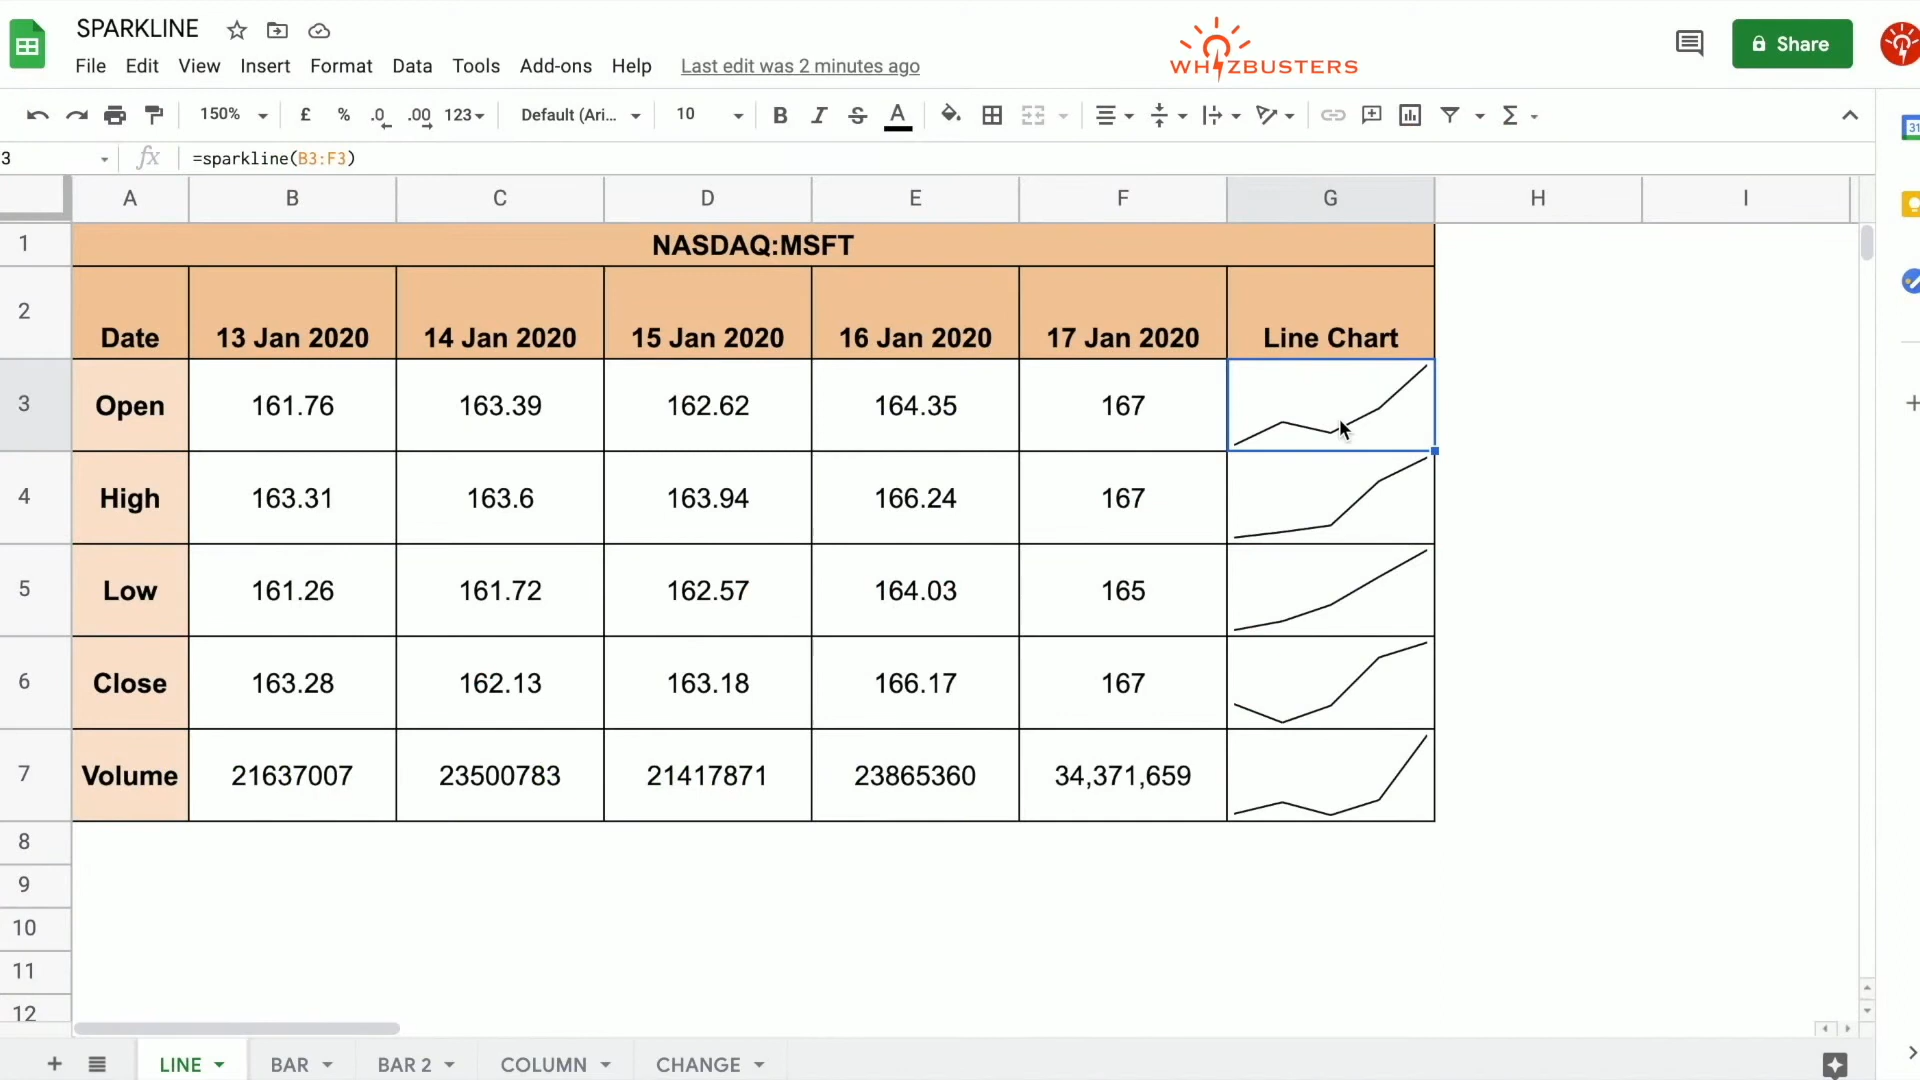 SPARKLINE
WHIZBUSTERS
Share
File Edit View Insert Format Data Tools Add-ons Help Last edit was 2 minutes ago
150% £ % .0 .00 123 Default (Ari... 10 B I S A Σ
31
3 fx =sparkline(B3:F3)
A B C D E F G H I
1 NASDAQ:MSFT
2 Date 13 Jan 2020 14 Jan 2020 15 Jan 2020 16 Jan 2020 17 Jan 2020 Line Chart
3 Open 161.76 163.39 162.62 164.35 167
4 High 163.31 163.6 163.94 166.24 167
5 Low 161.26 161.72 162.57 164.03 165
6 Close 163.28 162.13 163.18 166.17 167
7 Volume 21637007 23500783 21417871 23865360 34,371,659
8
9
10
11
12
LINE BAR BAR 2 COLUMN CHANGE